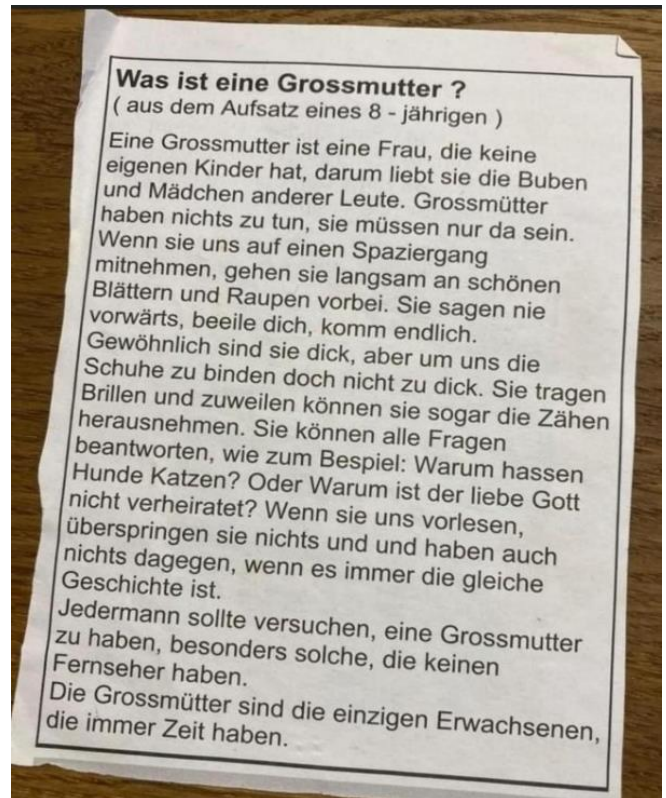 Was ist eine Grossmutter ?
( aus dem Aufsatz eines 8 - jährigen )
Eine Grossmutter ist eine Frau, die keine
eigenen Kinder hat, darum liebt sie die Buben
und Mädchen anderer Leute. Grossmütter
haben nichts zu tun, sie müssen nur da sein.
Wenn sie uns auf einen Spaziergang
mitnehmen, gehen sie langsam an schönen
Blättern und Raupen vorbei. Sie sagen nie
vorwärts, beeile dich, komm endlich.
Gewöhnlich sind sie dick, aber um uns die
Schuhe zu binden doch nicht zu dick. Sie tragen
Brillen und zuweilen können sie sogar die Zähen
herausnehmen. Sie können alle Fragen
beantworten, wie zum Bespiel: Warum hassen
Hunde Katzen? Oder Warum ist der liebe Gott
nicht verheiratet? Wenn sie uns vorlesen,
überspringen sie nichts und und haben auch
nichts dagegen, wenn es immer die gleiche
Geschichte ist.
Jedermann sollte versuchen, eine Grossmutter
zu haben, besonders solche, die keinen
Fernseher haben.
Die Grossmütter sind die einzigen Erwachsenen,
die immer Zeit haben.